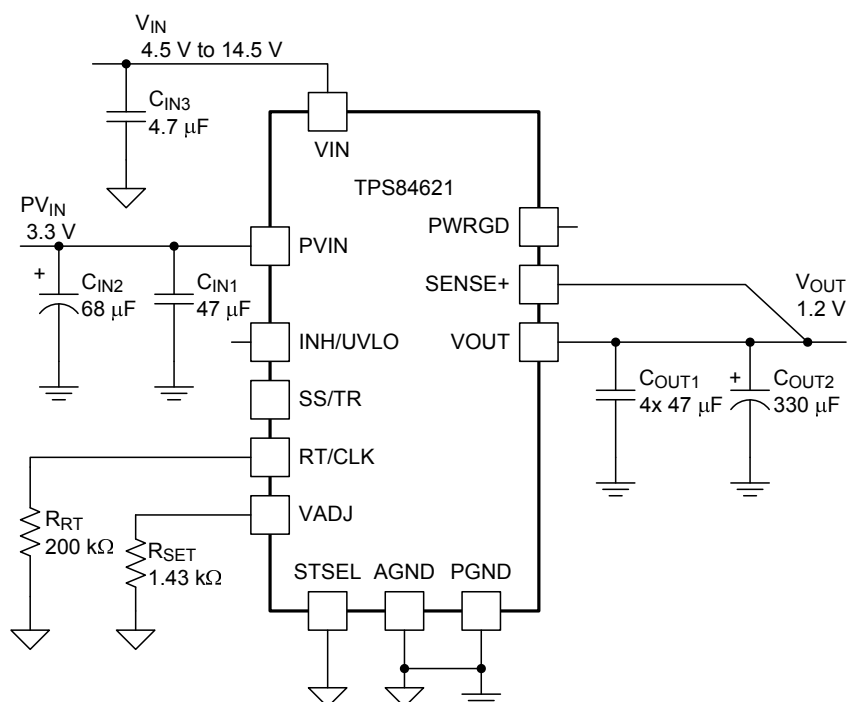 VIN
4.5 V to 14.5 V
CIN3
4.7 μF
VIN
TPS84621
PVIN
3.3 V
PVIN
PWRGD
+
CIN2
68 μF
CIN1
47 μF
SENSE+
VOUT
1.2 V
INH/UVLO
VOUT
SS/TR
COUT1
4x 47 μF
+
COUT2
330 μF
RT/CLK
VADJ
RRT
200 kΩ
RSET
1.43 kΩ
STSEL
AGND
PGND